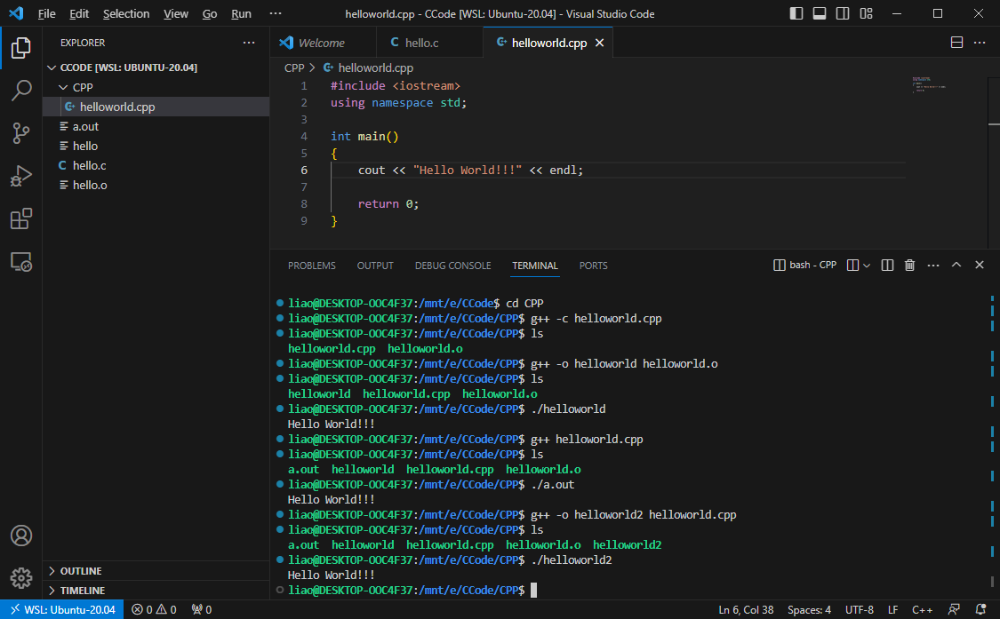 File Edit Selection View Go Run ··· helloworld.cpp - CCode [WSL: Ubuntu-20.04] - Visual Studio Code
EXPLORER ···
CCODE [WSL: UBUNTU-20.04]
CPP
helloworld.cpp
a.out
hello
C hello.c
hello.o
OUTLINE
TIMELINE
Welcome C hello.c helloworld.cpp
CPP > helloworld.cpp
1 #include <iostream>
2 using namespace std;
3
4 int main()
5 {
6 cout << "Hello World!!!" << endl;
7
8 return 0;
9 }
PROBLEMS OUTPUT DEBUG CONSOLE TERMINAL PORTS bash - CPP ···
liao@DESKTOP-OOC4F37:/mnt/e/CCode$ cd CPP
liao@DESKTOP-OOC4F37:/mnt/e/CCode/CPP$ g++ -c helloworld.cpp
liao@DESKTOP-OOC4F37:/mnt/e/CCode/CPP$ ls
helloworld.cpp helloworld.o
liao@DESKTOP-OOC4F37:/mnt/e/CCode/CPP$ g++ -o helloworld helloworld.o
liao@DESKTOP-OOC4F37:/mnt/e/CCode/CPP$ ls
helloworld helloworld.cpp helloworld.o
liao@DESKTOP-OOC4F37:/mnt/e/CCode/CPP$ ./helloworld
Hello World!!!
liao@DESKTOP-OOC4F37:/mnt/e/CCode/CPP$ g++ helloworld.cpp
liao@DESKTOP-OOC4F37:/mnt/e/CCode/CPP$ ls
a.out helloworld helloworld.cpp helloworld.o
liao@DESKTOP-OOC4F37:/mnt/e/CCode/CPP$ ./a.out
Hello World!!!
liao@DESKTOP-OOC4F37:/mnt/e/CCode/CPP$ g++ -o helloworld2 helloworld.cpp
liao@DESKTOP-OOC4F37:/mnt/e/CCode/CPP$ ls
a.out helloworld helloworld.cpp helloworld.o helloworld2
liao@DESKTOP-OOC4F37:/mnt/e/CCode/CPP$ ./helloworld2
Hello World!!!
liao@DESKTOP-OOC4F37:/mnt/e/CCode/CPP$
WSL: Ubuntu-20.04 0 0 0 Ln 6, Col 38 Spaces: 4 UTF-8 LF C++